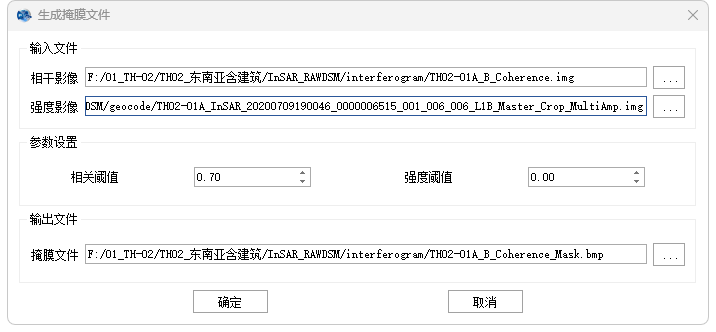 生成掩膜文件
输入文件
相干影像 F:/01_TH-02/TH02_东南亚含建筑/InSAR_RAWDSM/interferogram/TH02-01A_B_Coherence.img ...
强度影像 DSM/geocode/TH02-01A_InSAR_20200709190046_0000006515_001_006_006_L1B_Master_Crop_MultiAmp.img ...
参数设置
相关阈值 0.70 强度阈值 0.00
输出文件
掩膜文件 F:/01_TH-02/TH02_东南亚含建筑/InSAR_RAWDSM/interferogram/TH02-01A_B_Coherence_Mask.bmp ...
确定 取消